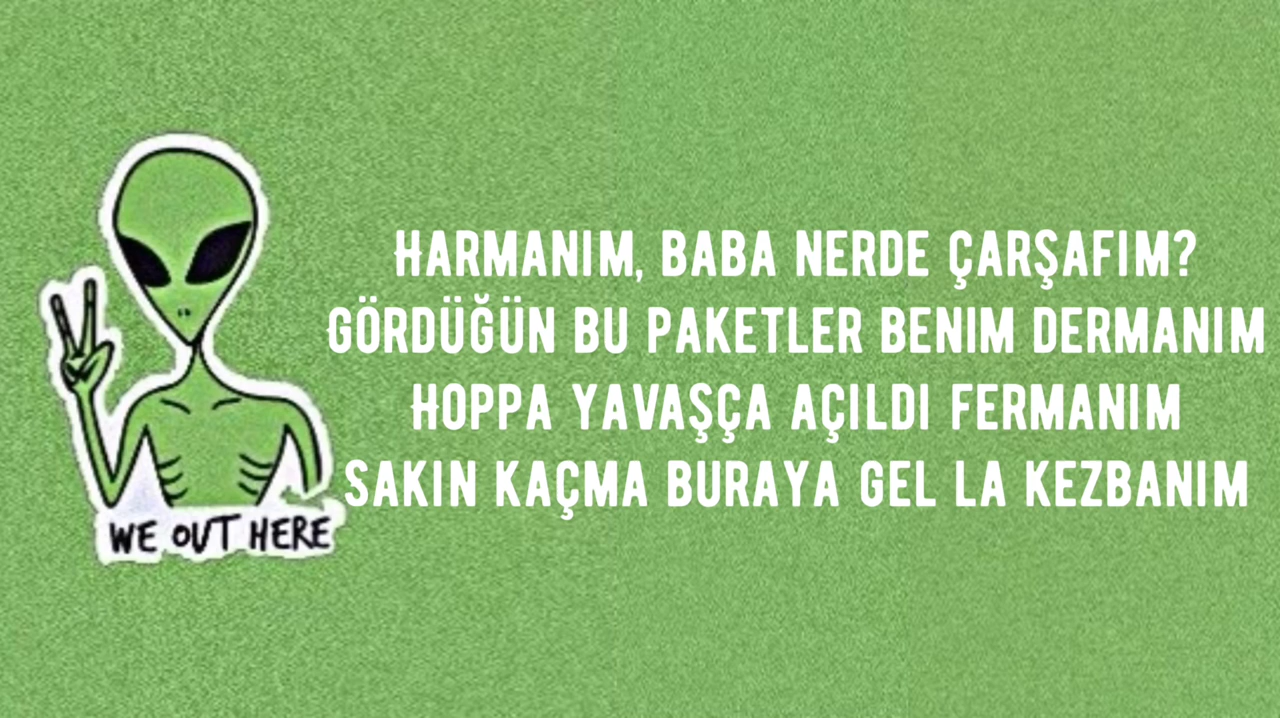 HARMANIM, BABA NERDE ÇARŞAFIM?
GÖRDÜĞÜN BU PAKETLER BENIM DERMANIM
HOPPA YAVAŞÇA AÇILDI FERMANIM
SAKIN KAÇMA BURAYA GEL LA KEZBANIM
WE OUT HERE